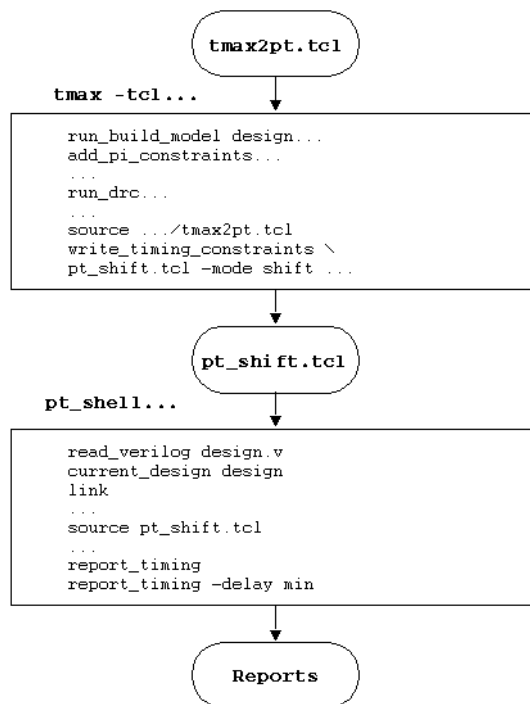 tmax2pt.tcl
tmax -tcl...
run_build_model design...
add_pi_constraints...
...
run_drc...
...
source .../tmax2pt.tcl
write_timing_constraints \
pt_shift.tcl -mode shift ...
pt_shift.tcl
pt_shell...
read_verilog design.v
current_design design
link
...
source pt_shift.tcl
...
report_timing
report_timing -delay min
Reports